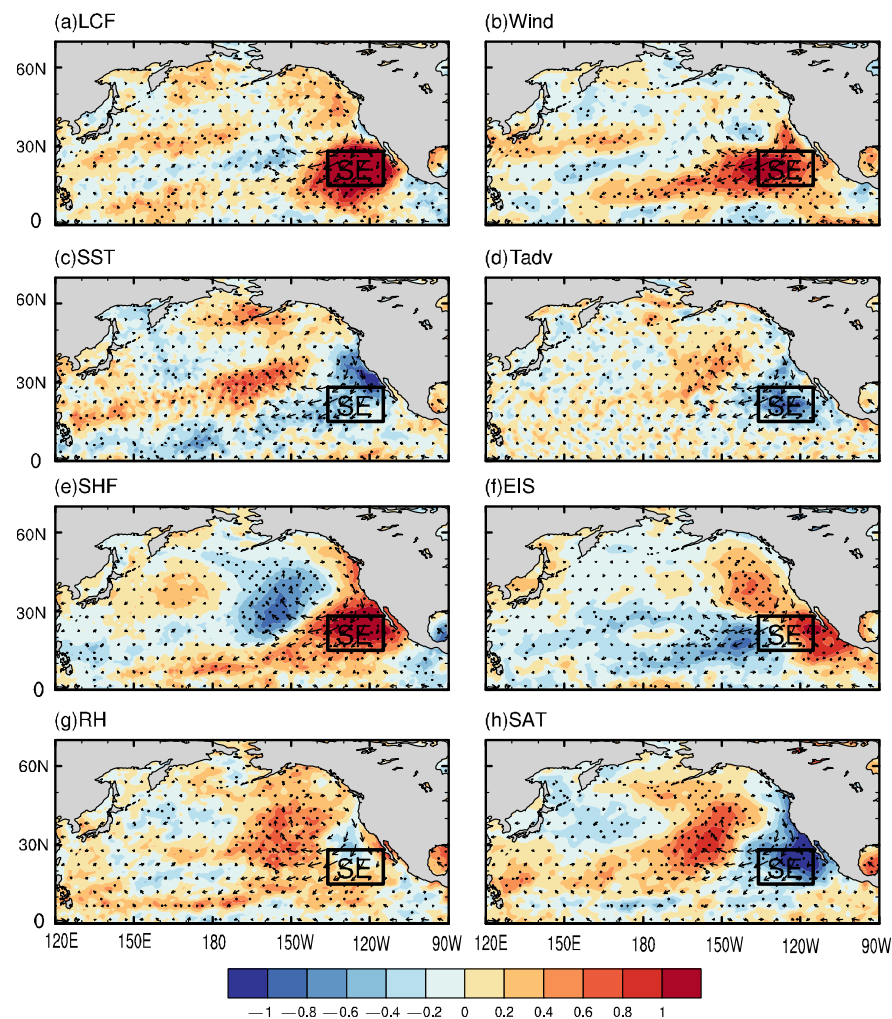 (a)LCF (b)Wind
60N
30N
0
SE SE
(c)SST (d)Tadv
60N
30N
0
SE SE
(e)SHF (f)EIS
60N
30N
0
SE SE
(g)RH (h)SAT
60N
30N
0
SE SE
120E 150E 180 150W 120W 90W 120E 150E 180 150W 120W 90W
−1 −0.8 −0.6 −0.4 −0.2 0 0.2 0.4 0.6 0.8 1